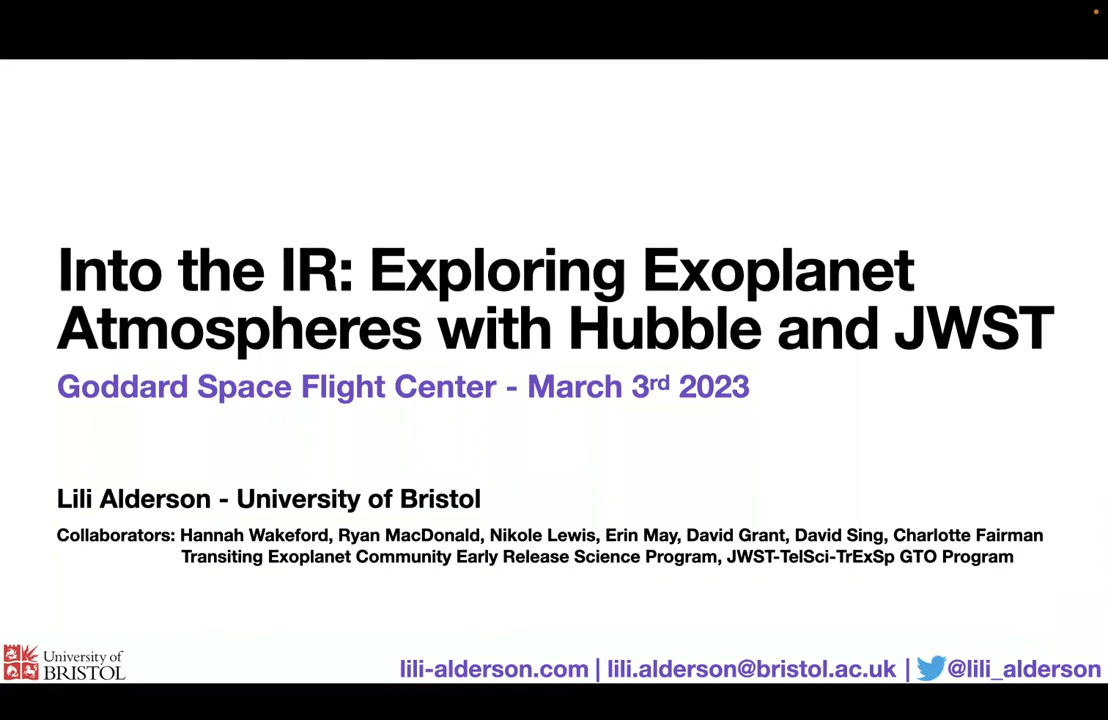 Into the IR: Exploring Exoplanet
Atmospheres with Hubble and JWST
Goddard Space Flight Center - March 3rd 2023
Lili Alderson - University of Bristol
Collaborators: Hannah Wakeford, Ryan MacDonald, Nikole Lewis, Erin May, David Grant, David Sing, Charlotte Fairman
Transiting Exoplanet Community Early Release Science Program, JWST-TelSci-TrExSp GTO Program
University of
BRISTOL
lili-alderson.com | lili.alderson@bristol.ac.uk | @lili_alderson